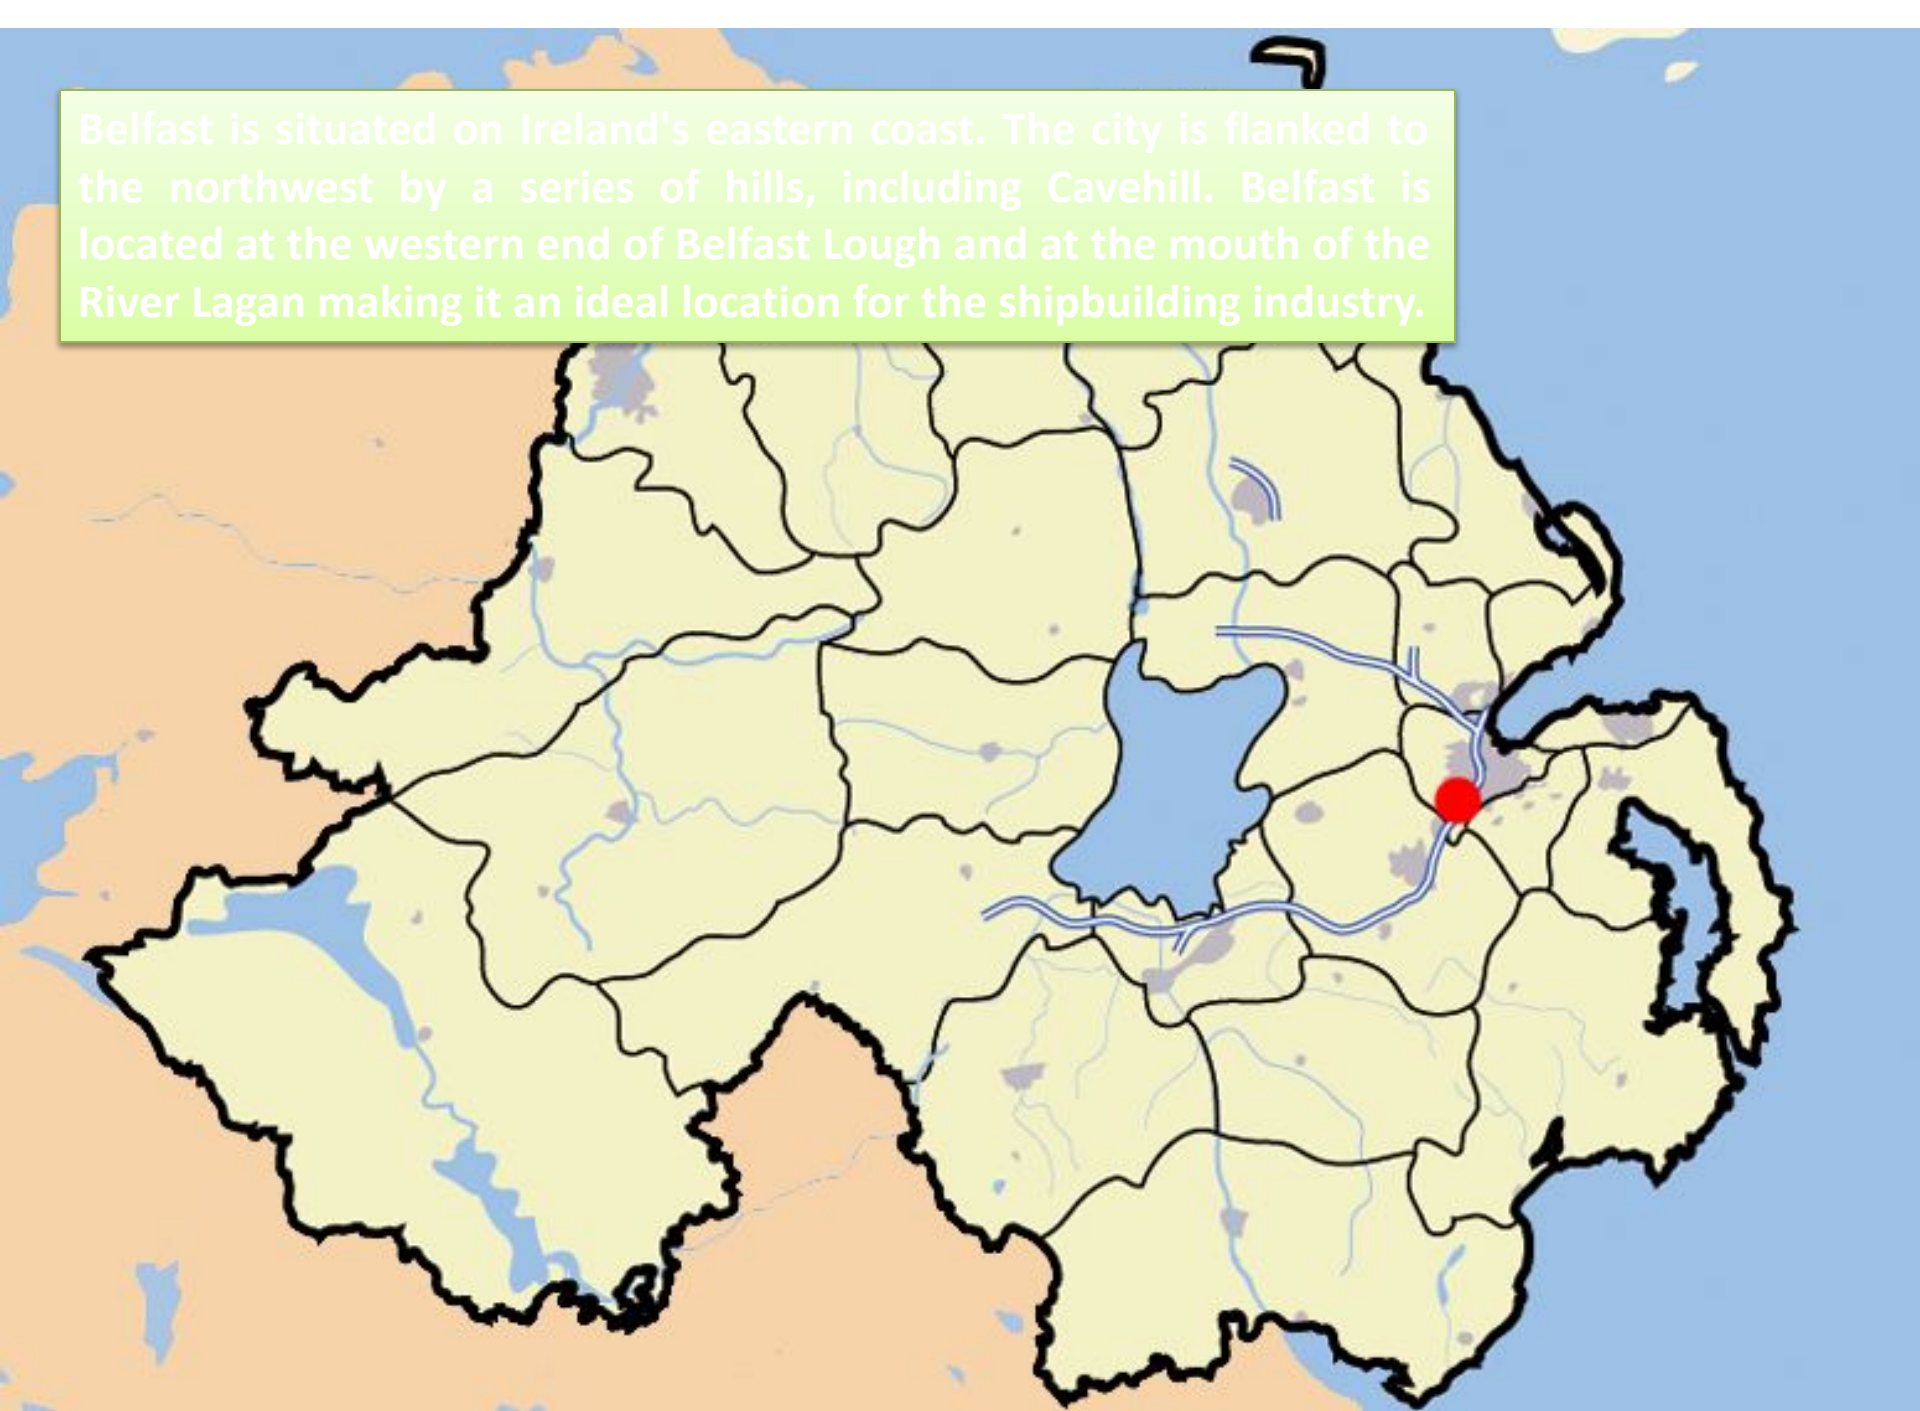 Belfast is situated on Ireland's eastern coast. The city is flanked to
the northwest by a series of hills, including Cavehill. Belfast is
located at the western end of Belfast Lough and at the mouth of the
River Lagan making it an ideal location for the shipbuilding industry.